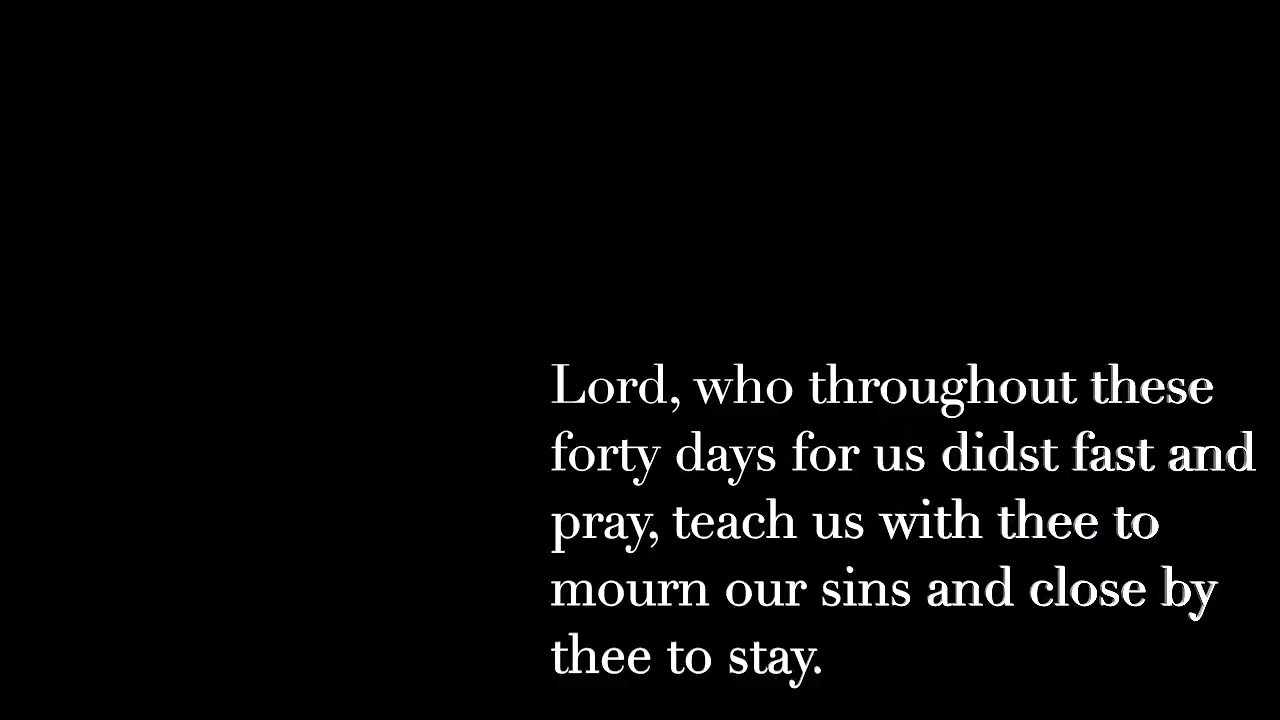 Lord, who throughout these
forty days for us didst fast and
pray, teach us with thee to
mourn our sins and close by
thee to stay.